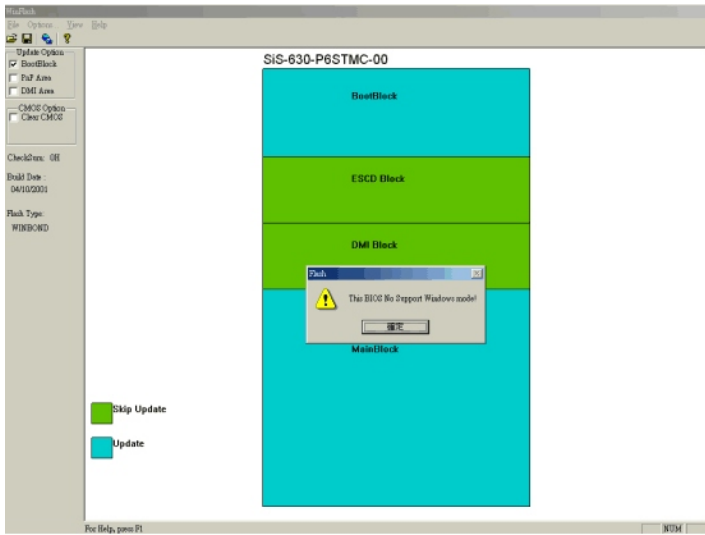 WinFlash
File Options View Help
Update Option
BootBlock
PnP Area
DMI Area
CMOS Option
Clear CMOS
CheckSum: 0H
Build Date :
04/10/2001
Flash Type:
WINBOND
SiS-630-P6STMC-00
BootBlock
ESCD Block
DMI Block
Flash
This BIOS No Support Windows mode!
確定
MainBlock
Skip Update
Update
For Help, press F1
NUM